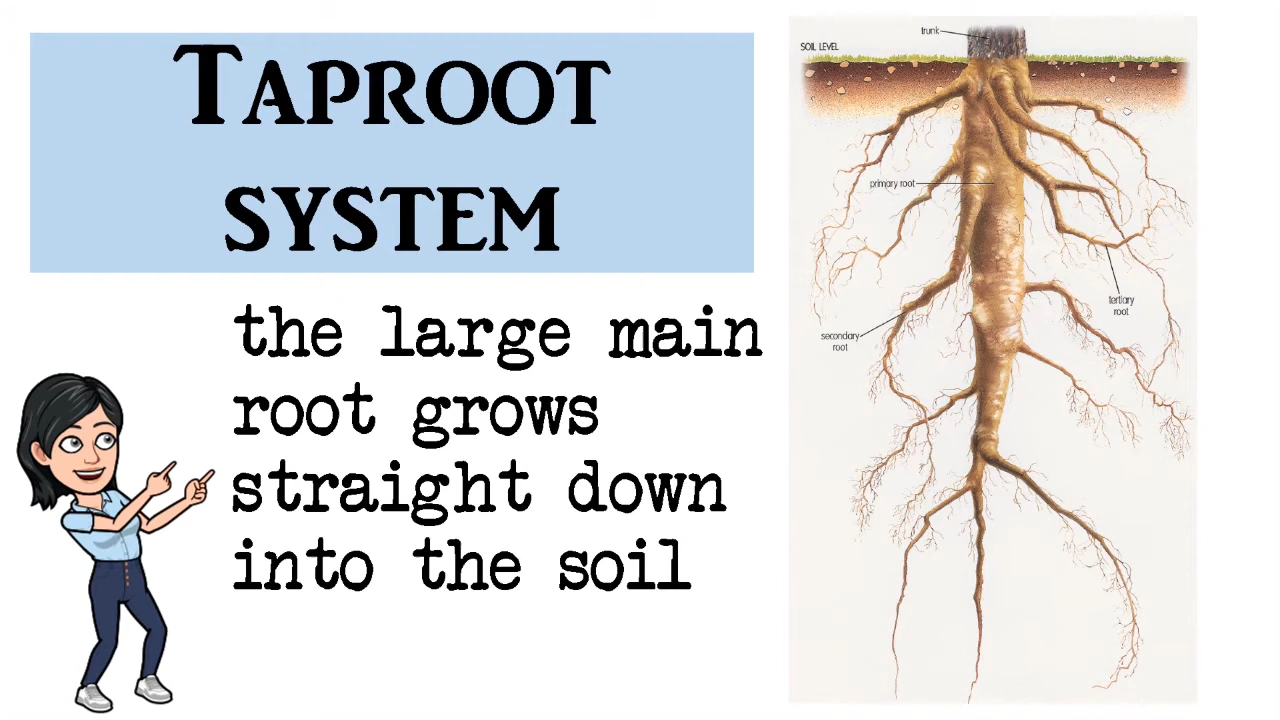 Taproot
system
the large main
root grows
straight down
into the soil
trunk
SOIL LEVEL
primary root
tertiary
root
secondary
root